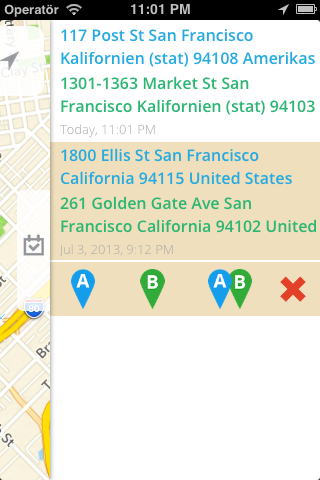 Operatör 11:01 PM
117 Post St San Francisco
Kalifornien (stat) 94108 Amerikas
1301-1363 Market St San
Francisco Kalifornien (stat) 94103
Today, 11:01 PM
1800 Ellis St San Francisco
California 94115 United States
261 Golden Gate Ave San
Francisco California 94102 United
Jul 3, 2013, 9:12 PM
A B A B
Clay St